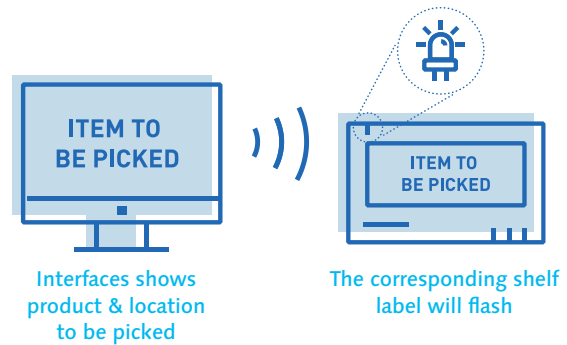 ITEM TO
BE PICKED
ITEM TO
BE PICKED
Interfaces shows
product & location
to be picked
The corresponding shelf
label will flash